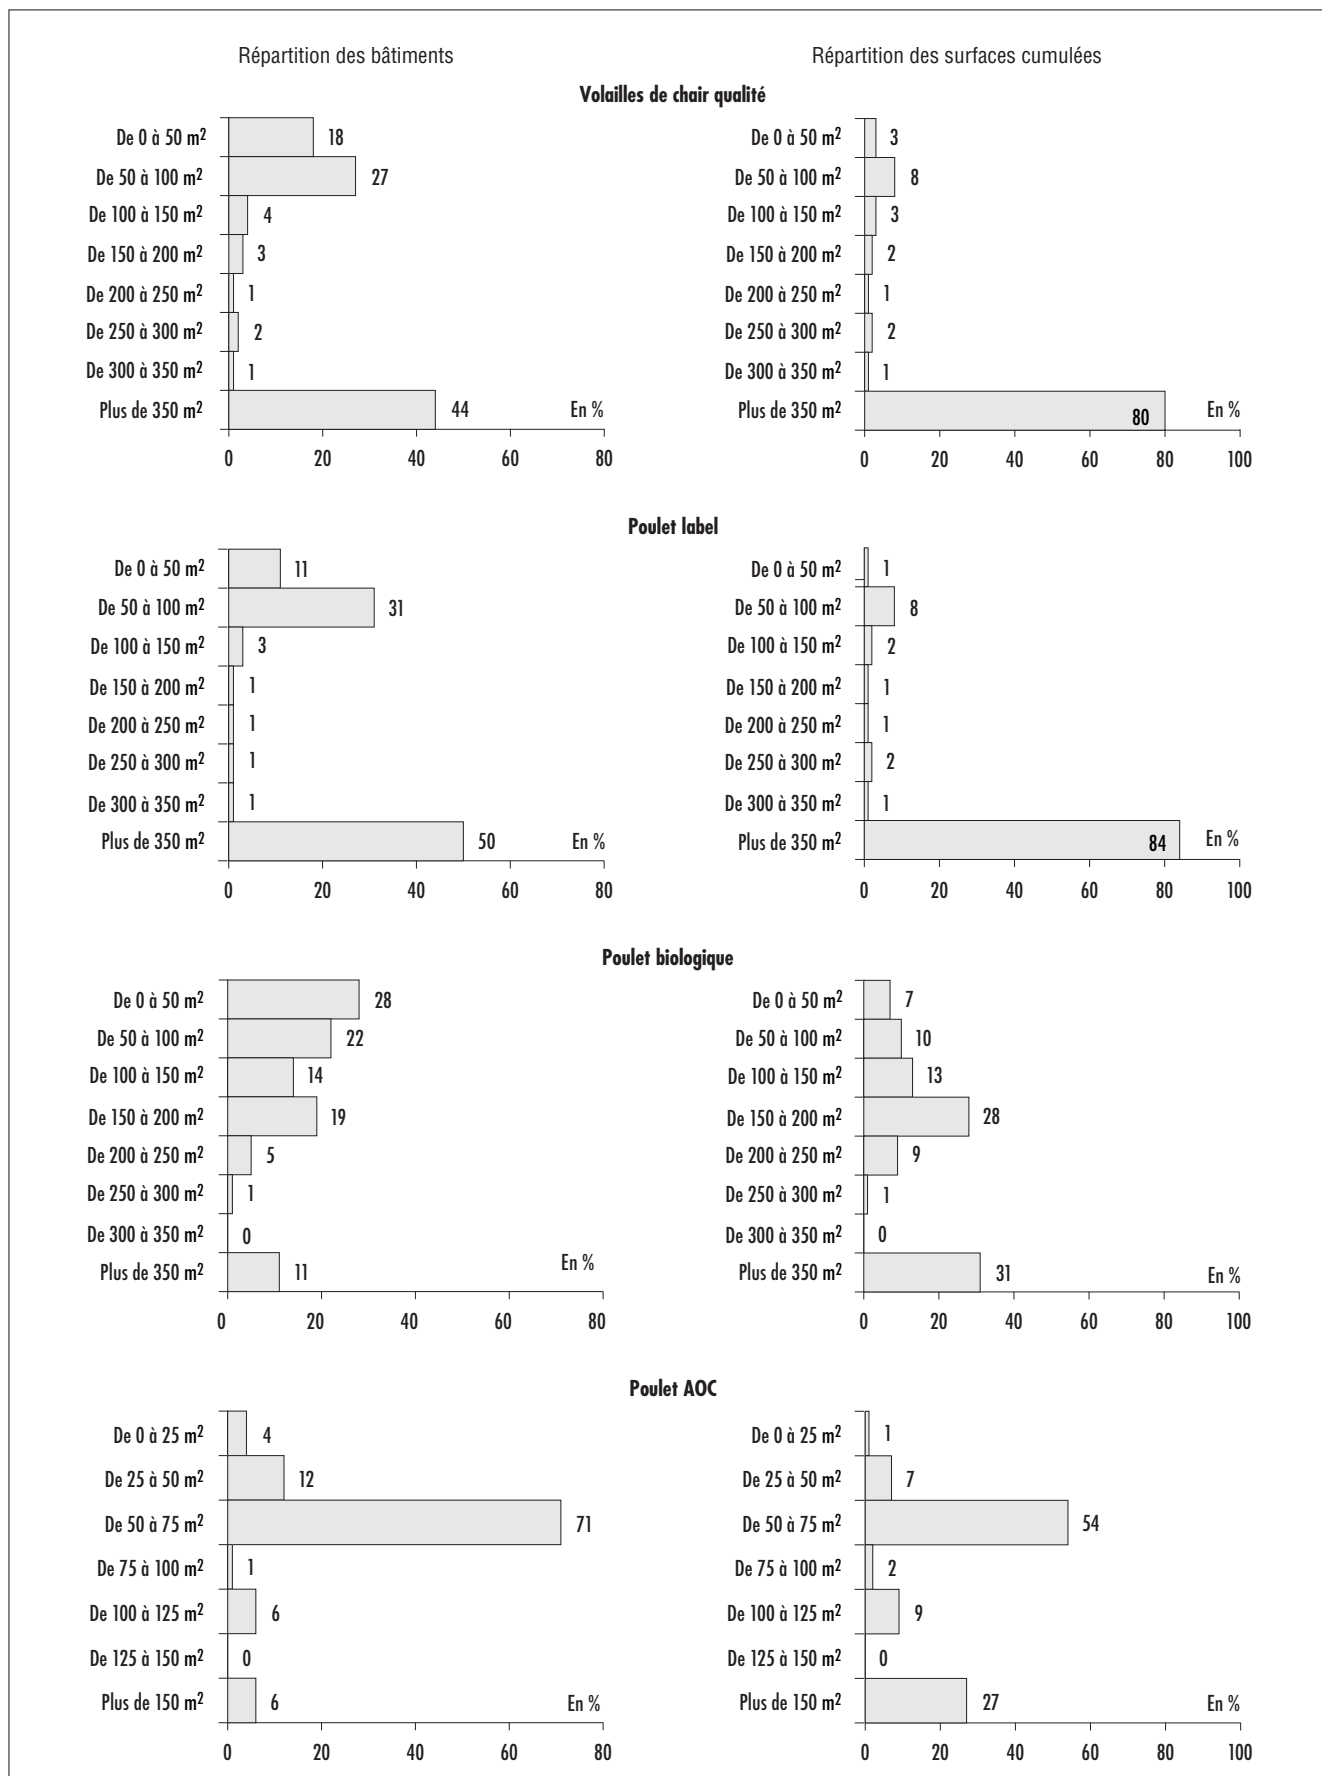 Répartition des bâtiments
Répartition des surfaces cumulées
Volailles de chair qualité
De 0 à 50 m² 18
De 50 à 100 m² 27
De 100 à 150 m² 4
De 150 à 200 m² 3
De 200 à 250 m² 1
De 250 à 300 m² 2
De 300 à 350 m² 1
Plus de 350 m² 44 En %
0 20 40 60 80
De 0 à 50 m² 3
De 50 à 100 m² 8
De 100 à 150 m² 3
De 150 à 200 m² 2
De 200 à 250 m² 1
De 250 à 300 m² 2
De 300 à 350 m² 1
Plus de 350 m² 80 En %
0 20 40 60 80 100
Poulet label
De 0 à 50 m² 11
De 50 à 100 m² 31
De 100 à 150 m² 3
De 150 à 200 m² 1
De 200 à 250 m² 1
De 250 à 300 m² 1
De 300 à 350 m² 1
Plus de 350 m² 50 En %
0 20 40 60 80
De 0 à 50 m² 1
De 50 à 100 m² 8
De 100 à 150 m² 2
De 150 à 200 m² 1
De 200 à 250 m² 1
De 250 à 300 m² 2
De 300 à 350 m² 1
Plus de 350 m² 84 En %
0 20 40 60 80 100
Poulet biologique
De 0 à 50 m² 28
De 50 à 100 m² 22
De 100 à 150 m² 14
De 150 à 200 m² 19
De 200 à 250 m² 5
De 250 à 300 m² 1
De 300 à 350 m² 0
Plus de 350 m² 11 En %
0 20 40 60 80
De 0 à 50 m² 7
De 50 à 100 m² 10
De 100 à 150 m² 13
De 150 à 200 m² 28
De 200 à 250 m² 9
De 250 à 300 m² 1
De 300 à 350 m² 0
Plus de 350 m² 31 En %
0 20 40 60 80 100
Poulet AOC
De 0 à 25 m² 4
De 25 à 50 m² 12
De 50 à 75 m² 71
De 75 à 100 m² 1
De 100 à 125 m² 6
De 125 à 150 m² 0
Plus de 150 m² 6 En %
0 20 40 60 80
De 0 à 25 m² 1
De 25 à 50 m² 7
De 50 à 75 m² 54
De 75 à 100 m² 2
De 100 à 125 m² 9
De 125 à 150 m² 0
Plus de 150 m² 27 En %
0 20 40 60 80 100